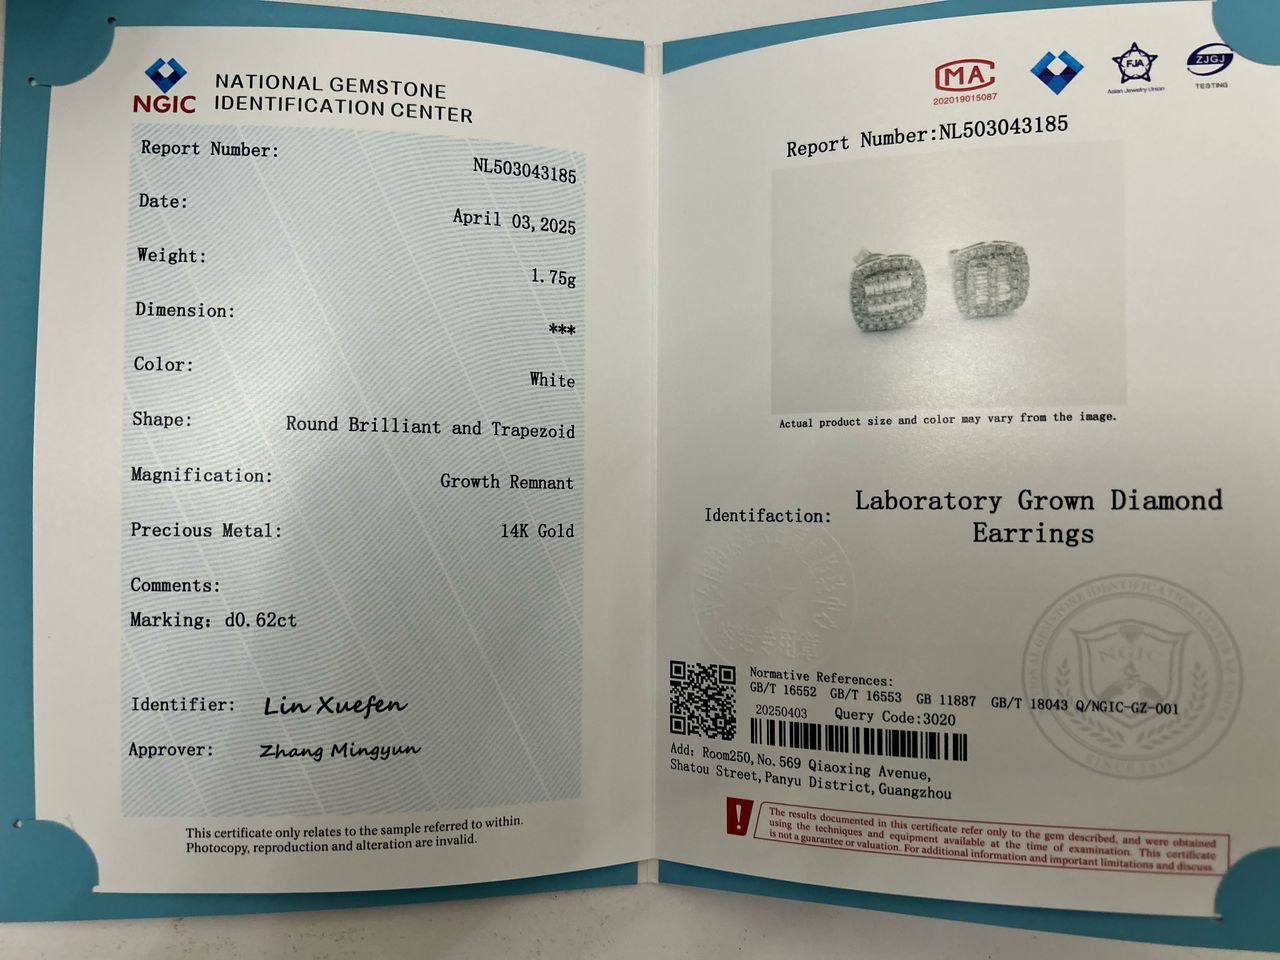 NGIC
NATIONAL GEMSTONE
IDENTIFICATION CENTER
Report Number:
NL503043185
Date:
April 03,2025
Weight:
1.75g
Dimension:
***
Color:
White
Shape:
Round Brilliant and Trapezoid
Magnification:
Growth Remnant
Precious Metal:
14K Gold
Comments:
Marking: d0.62ct
Identifier: Lin Xuefen
Approver: Zhang Mingyun
This certificate only relates to the sample referred to within.
Photocopy, reproduction and alteration are invalid.
MA
202019015087
FJA
Asian Jewelry Union
ZJGJ
TESTING
Report Number:NL503043185
Actual product size and color may vary from the image.
Identifaction:
Laboratory Grown Diamond
Earrings
专用章
NGIC
SINCE 2010
Normative References:
GB/T 16552 GB/T 16553 GB 11887 GB/T 18043 Q/NGIC-GZ-001
20250403 Query Code:3020
Add: Room250,No.569 Qiaoxing Avenue,
Shatou Street,Panyu District,Guangzhou
The results documented in this certificate refer only to the gem described, and were obtained
using the techniques and equipment available at the time of examination. This certificate
is not a guarantee or valuation. For additional information and important limitations and discuss.